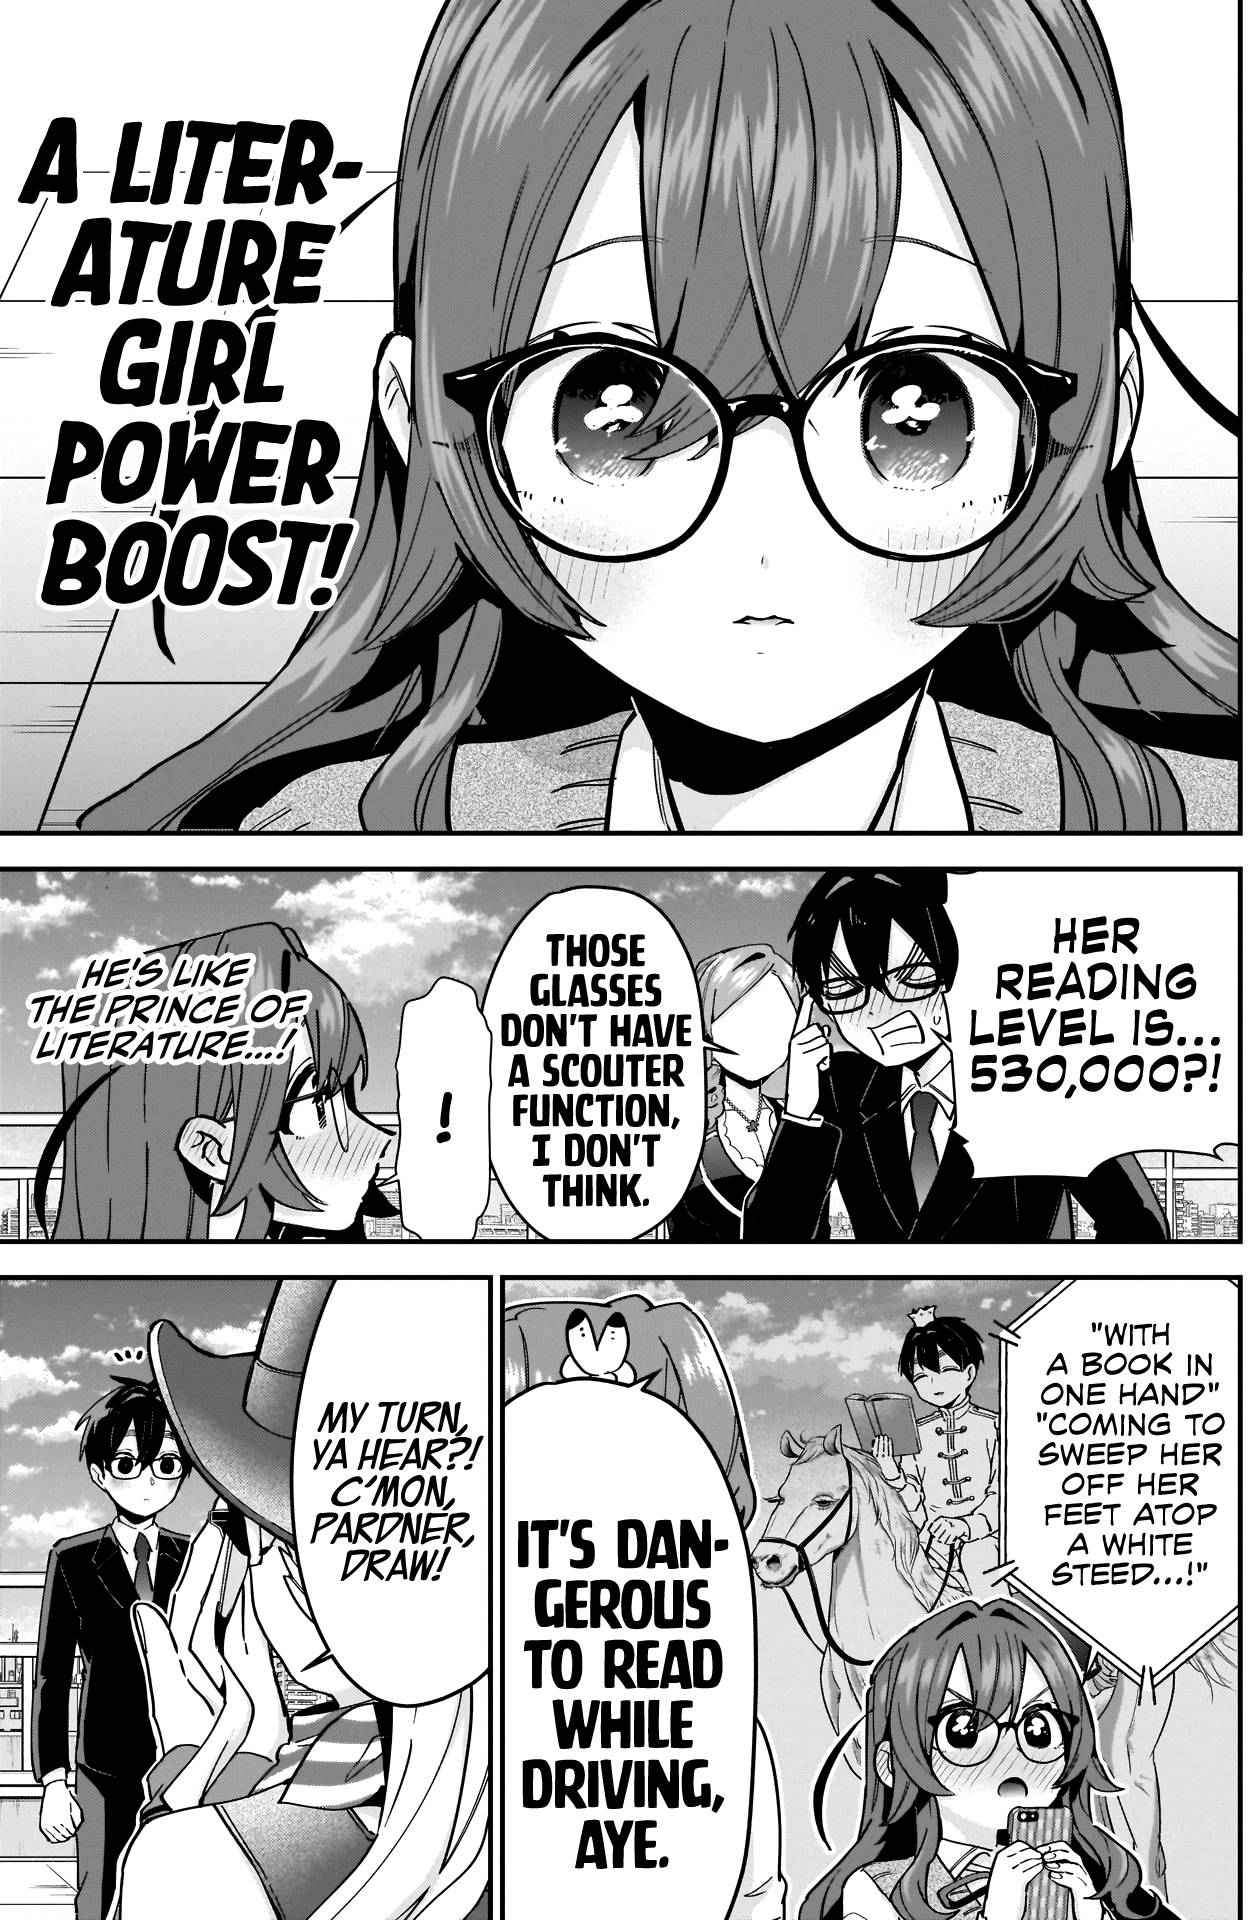 A LITER-
ATURE
GIRL
POWER
BOOST!
HER
READING
LEVEL IS...
530,000?!
THOSE
GLASSES
DON'T HAVE
A SCOUTER
FUNCTION,
I DON'T
THINK.
!
HE'S LIKE
THE PRINCE OF
LITERATURE...!
"WITH
A BOOK IN
ONE HAND"
"COMING TO
SWEEP HER
OFF HER
FEET ATOP
A WHITE
STEED...!"
IT'S DAN-
GEROUS
TO READ
WHILE
DRIVING,
AYE.
MY TURN,
YA HEAR?!
C'MON,
PARDNER,
DRAW!